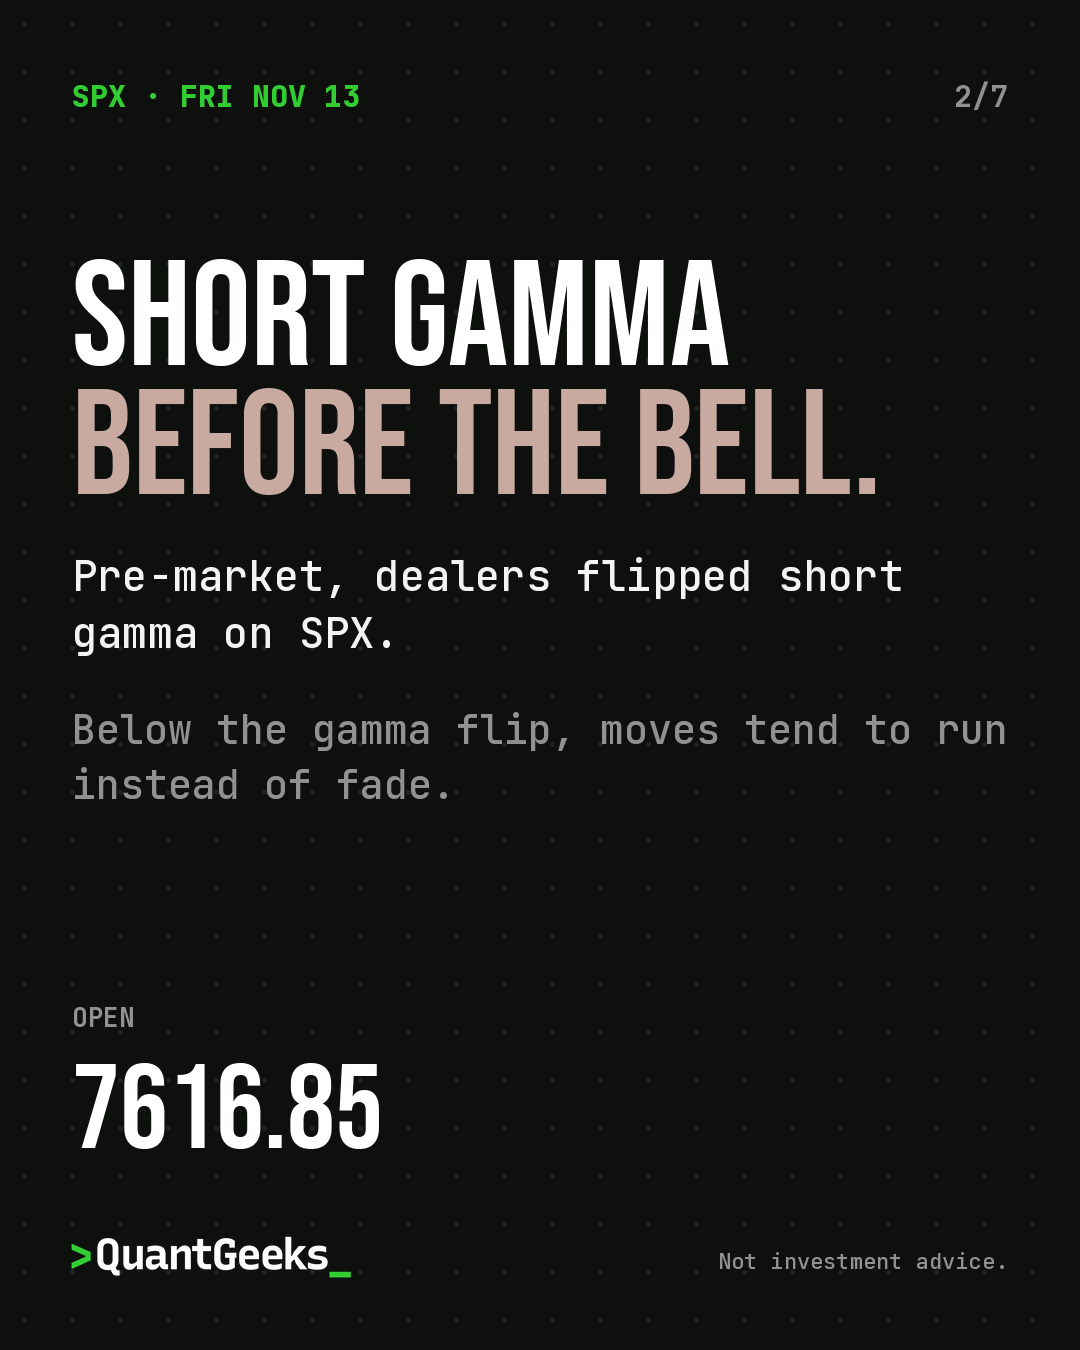 SPX · FRI NOV 13
2/7
SHORT GAMMA
BEFORE THE BELL.
Pre-market, dealers flipped short
gamma on SPX.
Below the gamma flip, moves tend to run
instead of fade.
OPEN
7616.85
>QuantGeeks_
Not investment advice.